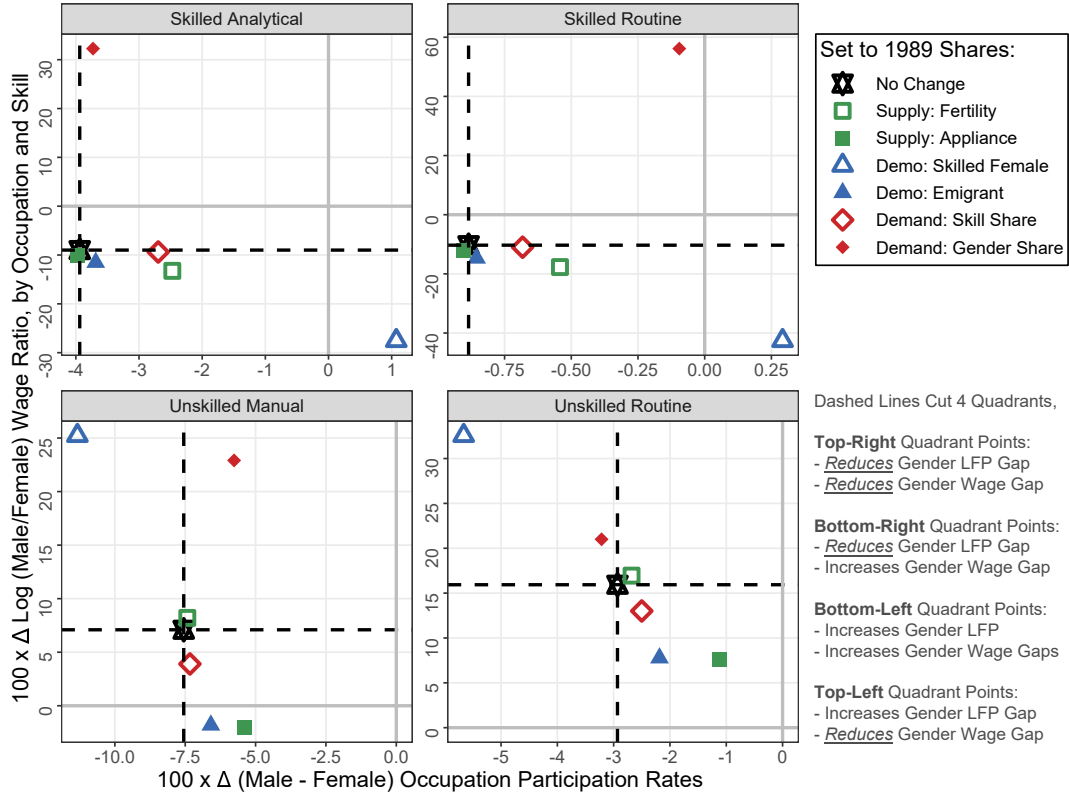 Skilled Analytical
Skilled Routine
30
20
10
0
-10
-20
-30
-4
-3
-2
-1
0
1
60
40
20
0
-20
-40
-0.75
-0.50
-0.25
0.00
0.25
Set to 1989 Shares:
No Change
Supply: Fertility
Supply: Appliance
Demo: Skilled Female
Demo: Emigrant
Demand: Skill Share
Demand: Gender Share
100 x Δ Log (Male/Female) Wage Ratio, by Occupation and Skill
Unskilled Manual
Unskilled Routine
25
20
15
10
5
0
-10.0
-7.5
-5.0
-2.5
0.0
30
25
20
15
10
5
0
-5
-4
-3
-2
-1
0
100 x Δ (Male - Female) Occupation Participation Rates
Dashed Lines Cut 4 Quadrants,
Top-Right Quadrant Points:
- Reduces Gender LFP Gap
- Reduces Gender Wage Gap
Bottom-Right Quadrant Points:
- Reduces Gender LFP Gap
- Increases Gender Wage Gap
Bottom-Left Quadrant Points:
- Increases Gender LFP
- Increases Gender Wage Gaps
Top-Left Quadrant Points:
- Increases Gender LFP Gap
- Reduces Gender Wage Gap